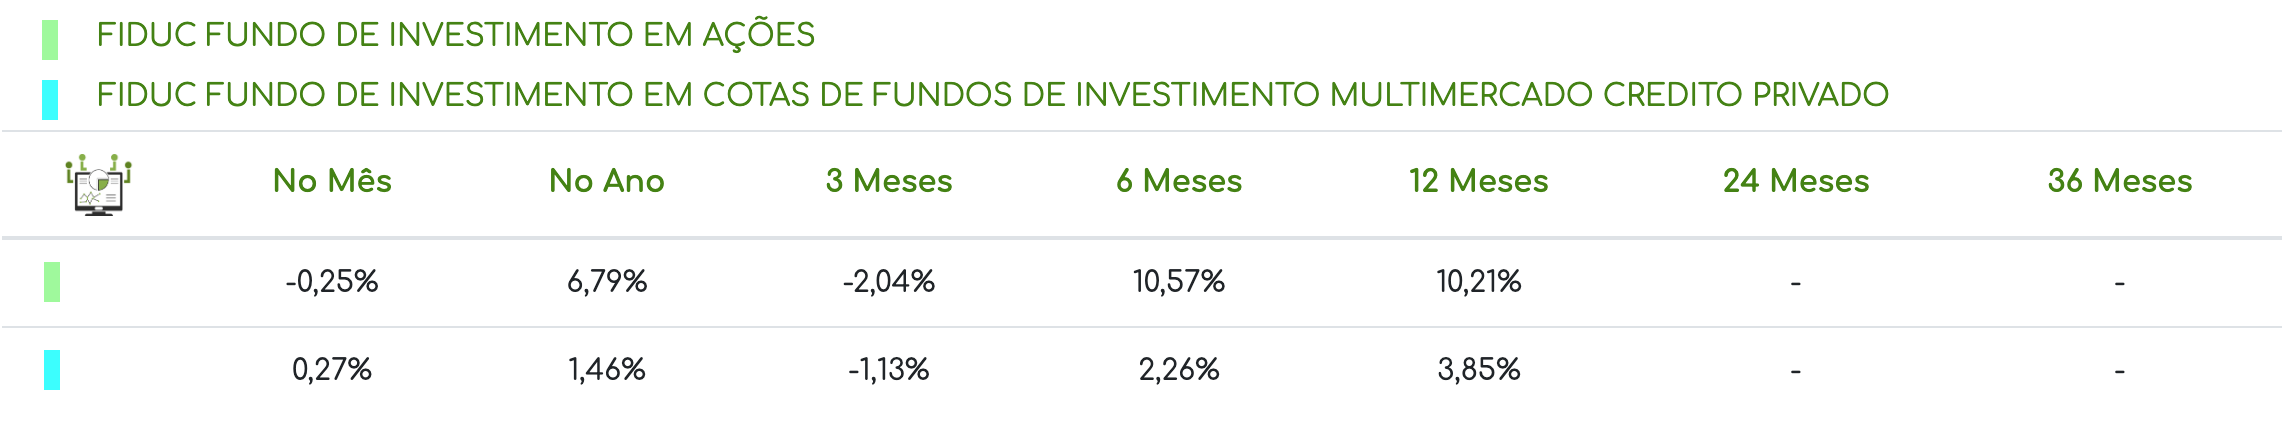 FIDUC FUNDO DE INVESTIMENTO EM AÇÕES
FIDUC FUNDO DE INVESTIMENTO EM COTAS DE FUNDOS DE INVESTIMENTO MULTIMERCADO CREDITO PRIVADO
No Mês No Ano 3 Meses 6 Meses 12 Meses 24 Meses 36 Meses
-0,25% 6,79% -2,04% 10,57% 10,21% - -
0,27% 1,46% -1,13% 2,26% 3,85% - -